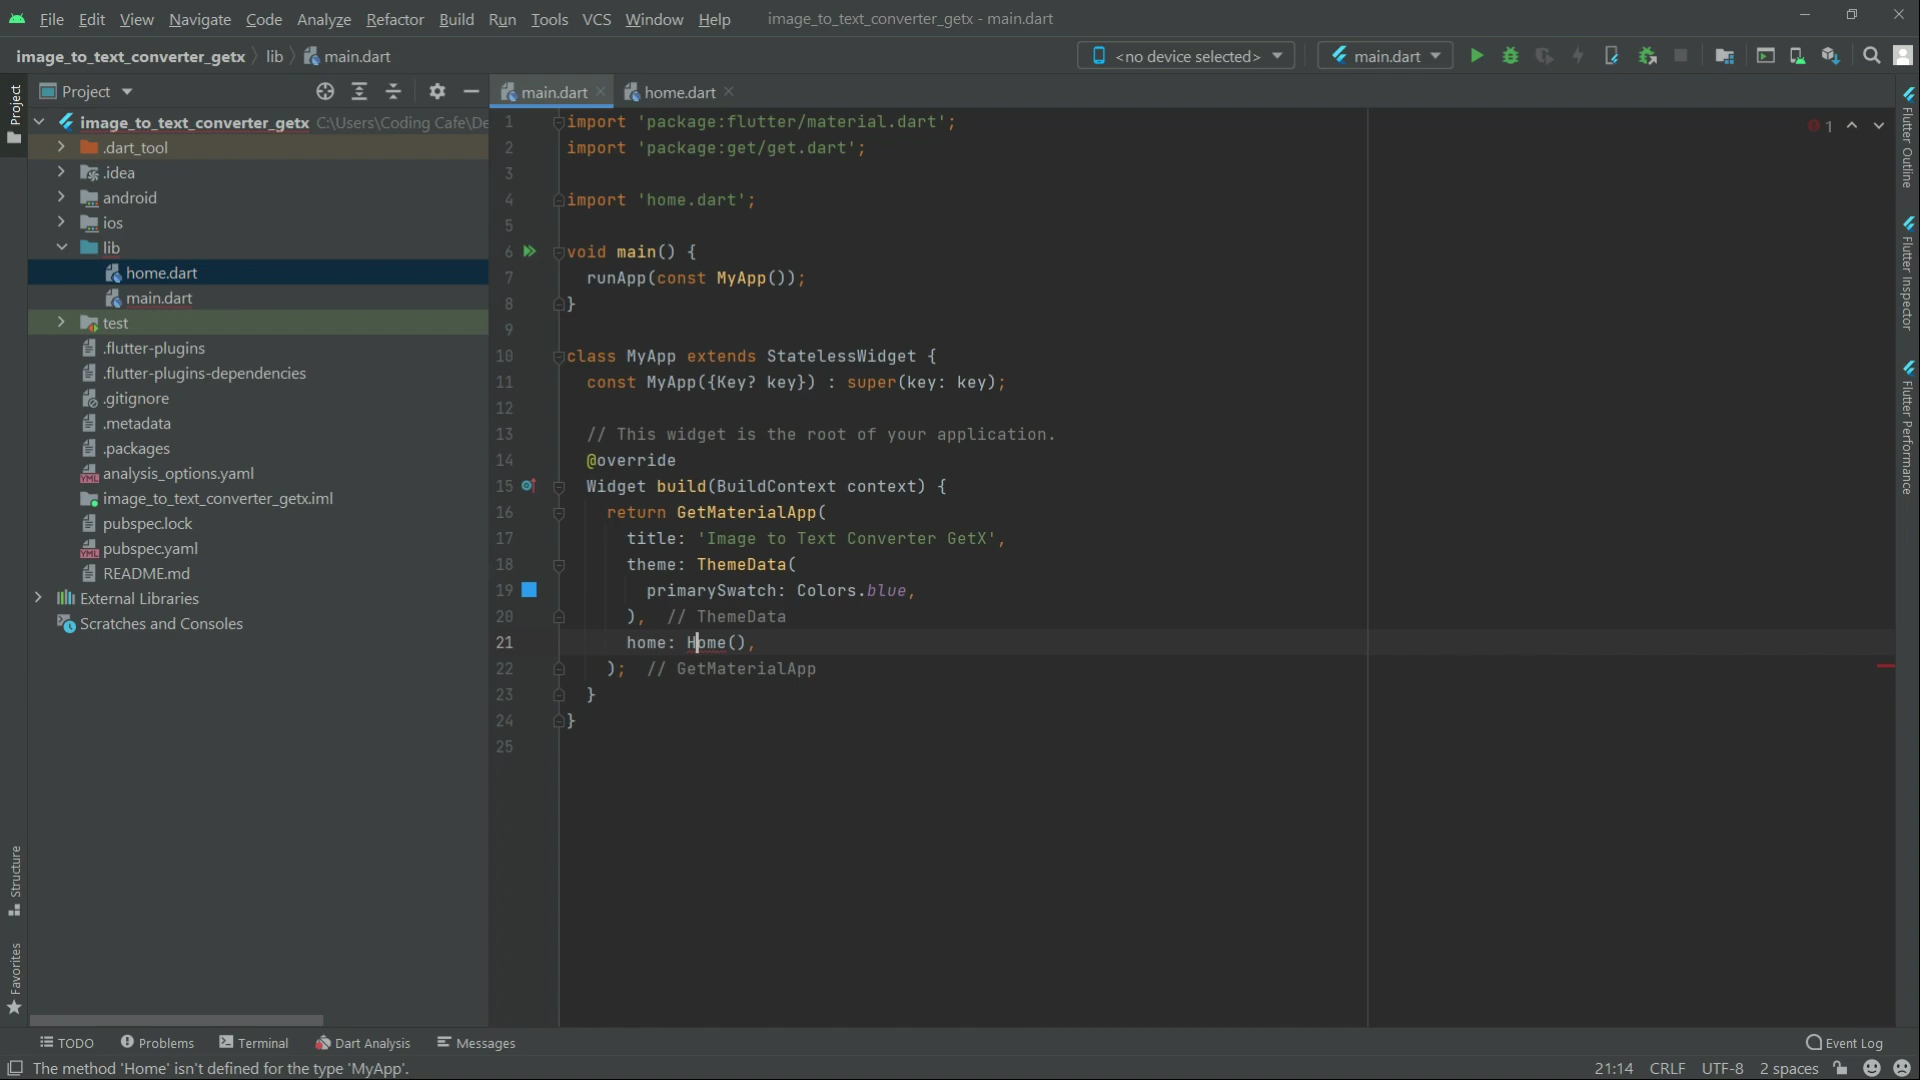 File Edit View Navigate Code Analyze Refactor Build Run Tools VCS Window Help image_to_text_converter_getx - main.dart
image_to_text_converter_getx lib main.dart <no device selected> main.dart
Project
main.dart home.dart
Project
image_to_text_converter_getx C:\Users\Coding Cafe\De
.dart_tool
.idea
android
ios
lib
home.dart
main.dart
test
.flutter-plugins
.flutter-plugins-dependencies
.gitignore
.metadata
.packages
analysis_options.yaml
image_to_text_converter_getx.iml
pubspec.lock
pubspec.yaml
README.md
External Libraries
Scratches and Consoles
Structure
Favorites
1 import 'package:flutter/material.dart';
2 import 'package:get/get.dart';
3
4 import 'home.dart';
5
6 void main() {
7 runApp(const MyApp());
8 }
9
10 class MyApp extends StatelessWidget {
11 const MyApp({Key? key}) : super(key: key);
12
13 // This widget is the root of your application.
14 @override
15 Widget build(BuildContext context) {
16 return GetMaterialApp(
17 title: 'Image to Text Converter GetX',
18 theme: ThemeData(
19 primarySwatch: Colors.blue,
20 ), // ThemeData
21 home: Home(),
22 ); // GetMaterialApp
23 }
24 }
25
1
Flutter Outline
Flutter Inspector
Flutter Performance
TODO Problems Terminal Dart Analysis Messages Event Log
The method 'Home' isn't defined for the type 'MyApp'. 21:14 CRLF UTF-8 2 spaces